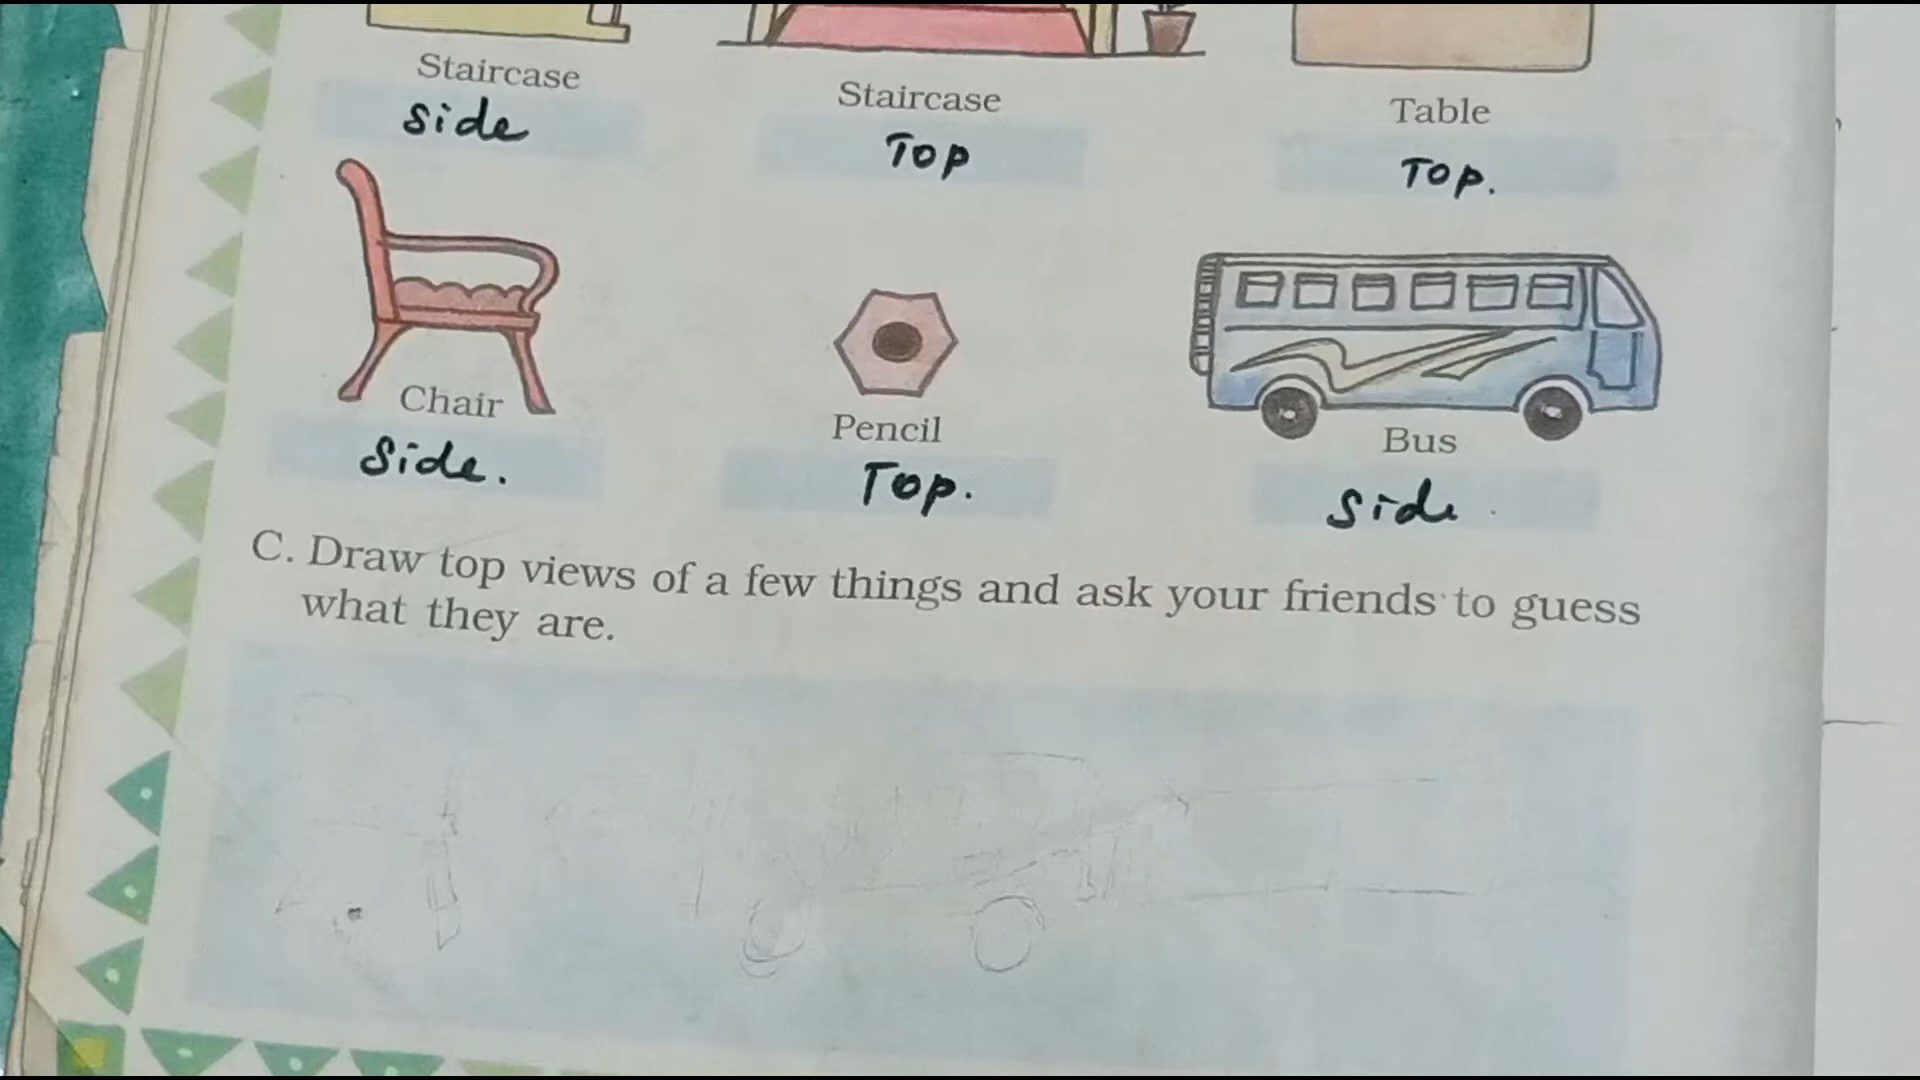 Staircase
Side
Staircase
Top
Table
Top.
Chair
Side.
Pencil
Top.
Bus
Side
C. Draw top views of a few things and ask your friends to guess
what they are.